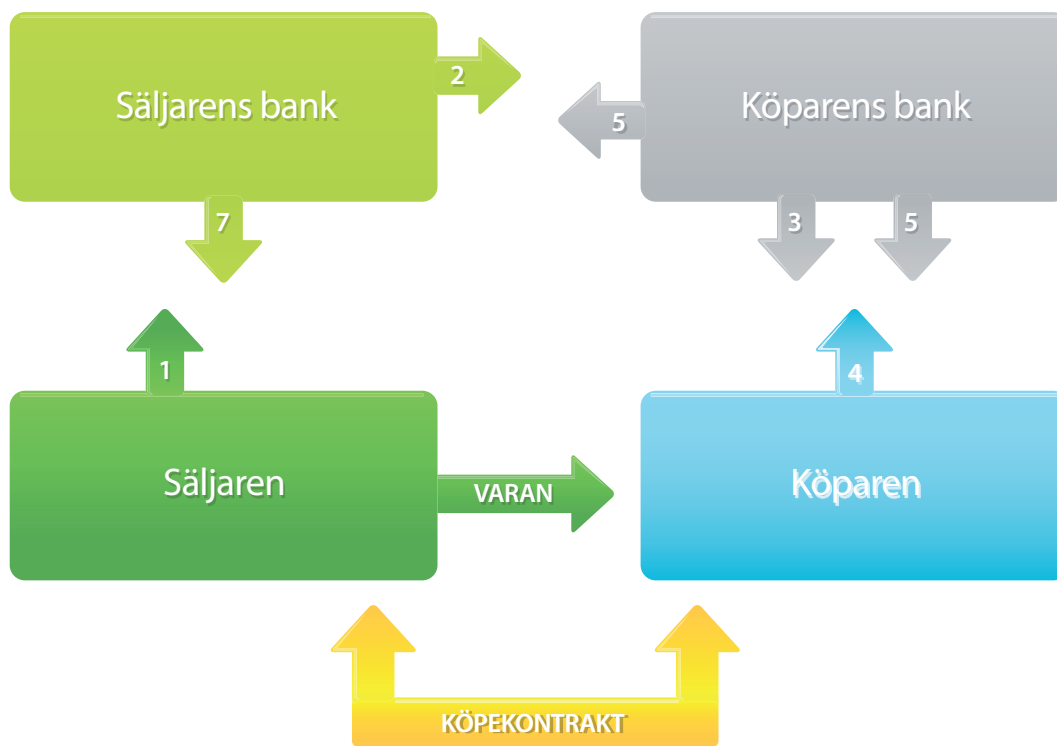 Säljarens bank
2
Köparens bank
5
7
3
5
1
4
Säljaren
VARAN
Köparen
KÖPEKONTRAKT